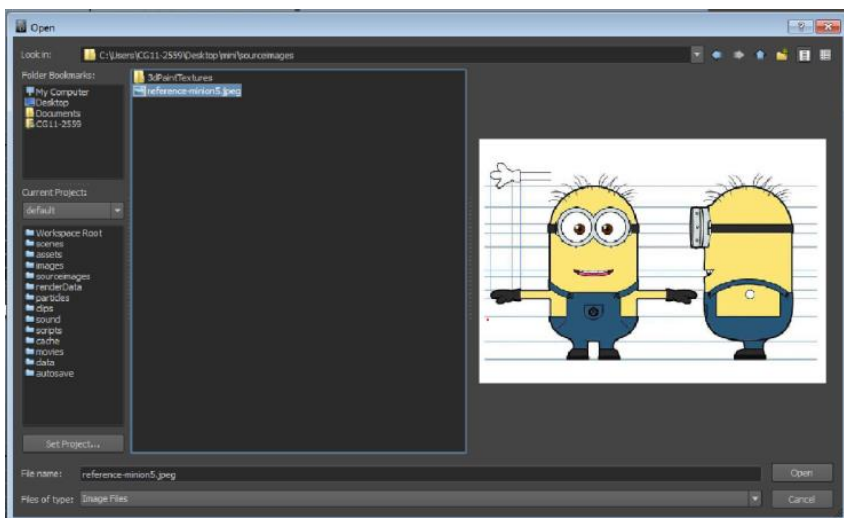 Open
Look in:
C:\Users\CG11-2559\Desktop\mini\sourceimages
Folder Bookmarks:
My Computer
Desktop
Documents
CG11-2559
3dPaintTextures
reference-minion5.jpeg
Current Project:
default
Workspace Root
scenes
assets
images
sourceimages
renderData
particles
clips
sound
scripts
cache
movies
data
autosave
Set Project...
File name:
reference-minion5.jpeg
Open
Files of type:
Image Files
Cancel